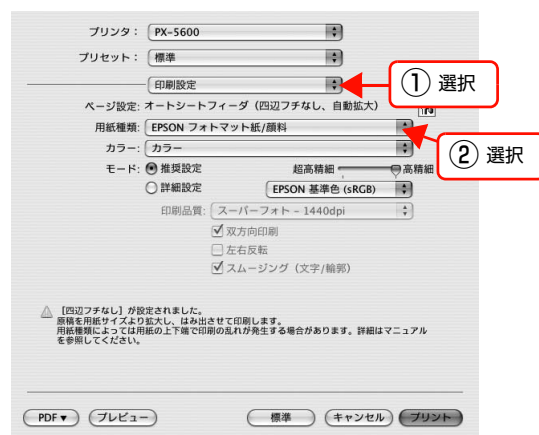 プリンタ： PX-5600
プリセット： 標準
印刷設定
① 選択
ページ設定: オートシートフィーダ（四辺フチなし、自動拡大）
用紙種類: EPSON フォトマット紙/顔料
② 選択
カラー: カラー
モード: 推奨設定 超高精細 高精細
詳細設定 EPSON 基準色 (sRGB)
印刷品質: スーパーフォト - 1440dpi
双方向印刷
左右反転
スムージング（文字/輪郭）
［四辺フチなし］が設定されました。
原稿を用紙サイズより拡大し、はみ出させて印刷します。
用紙種類によっては用紙の上下端で印刷の乱れが発生する場合があります。詳細はマニュアル
を参照してください。
PDF▼ プレビュー 標準 キャンセル プリント